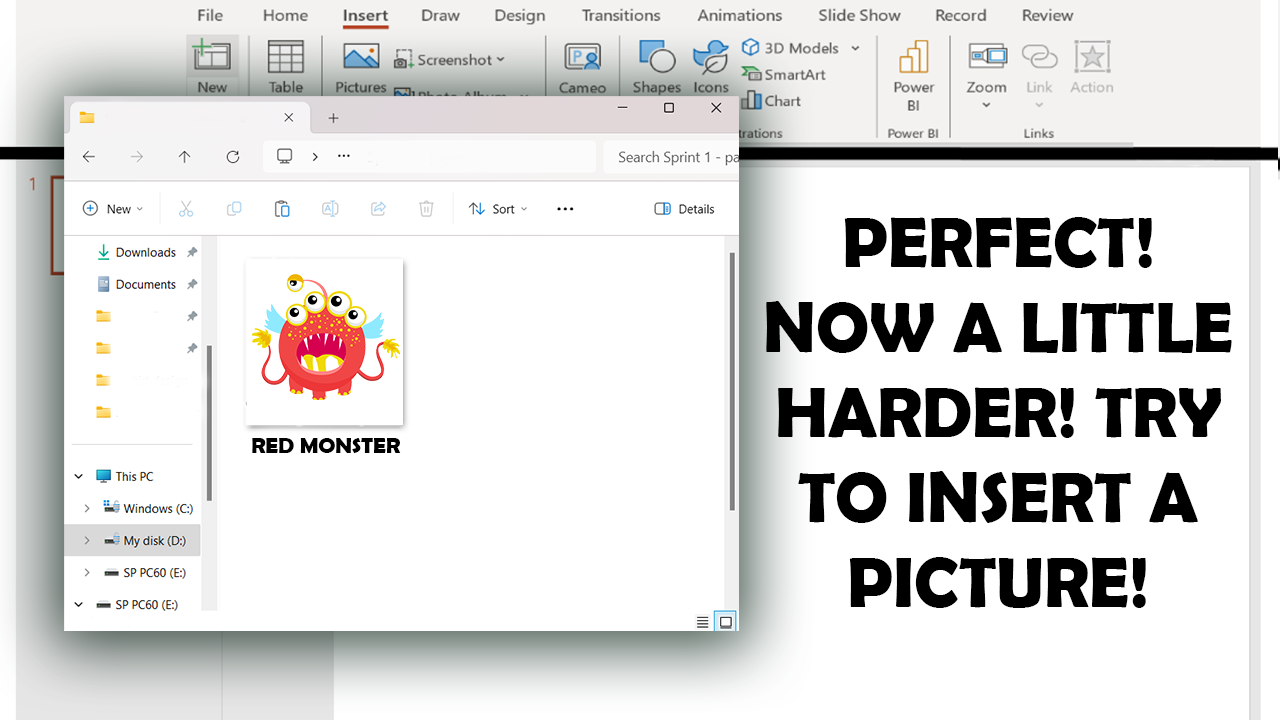 File Home Insert Draw Design Transitions Animations Slide Show Record Review
New Table Pictures Screenshot Cameo Shapes Icons 3D Models SmartArt Chart Power BI Zoom Link Action
Photo Album
trations Power BI Links
Search Sprint 1 - pa
New Sort Details
1
Downloads
Documents
This PC
Windows (C:)
My disk (D:)
SP PC60 (E:)
SP PC60 (E:)
RED MONSTER
PERFECT!
NOW A LITTLE
HARDER! TRY
TO INSERT A
PICTURE!